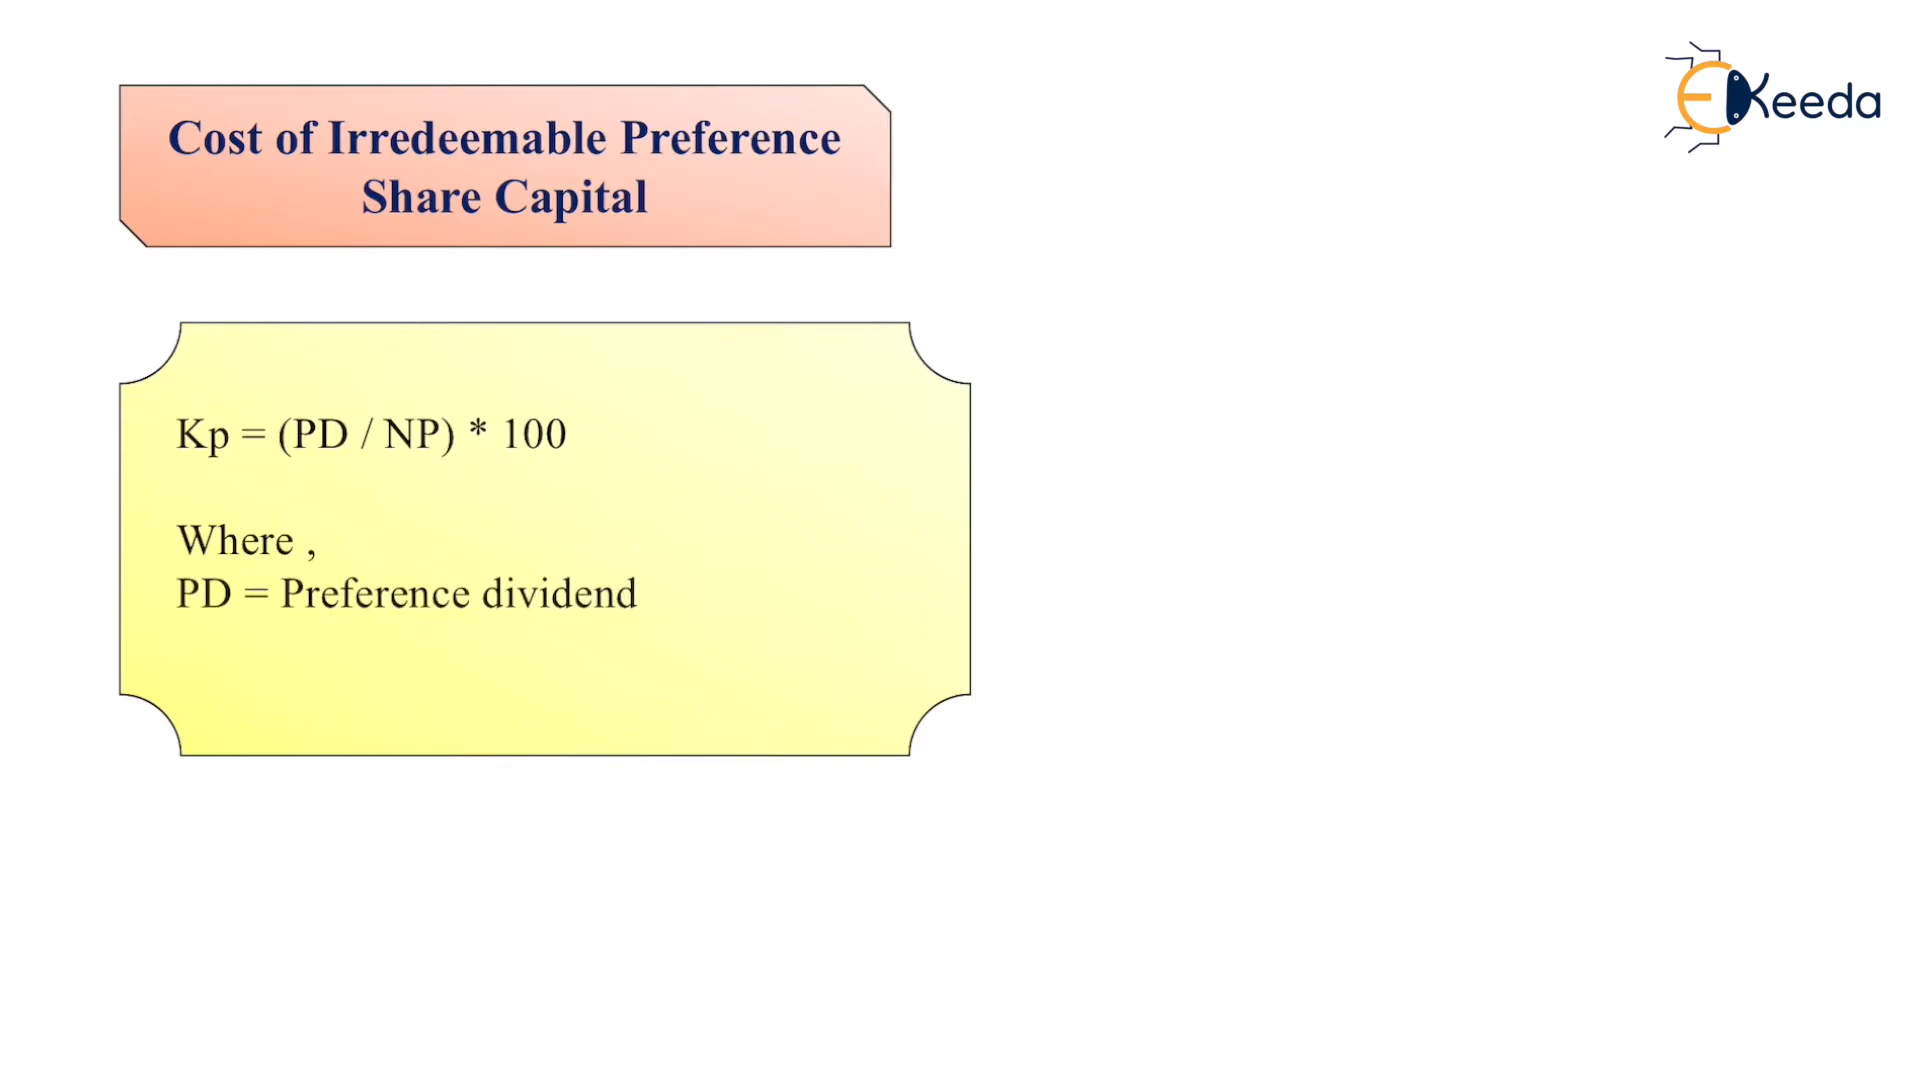 Cost of Irredeemable Preference
Share Capital
EKeeda
Kp = (PD / NP) * 100
Where ,
PD = Preference dividend